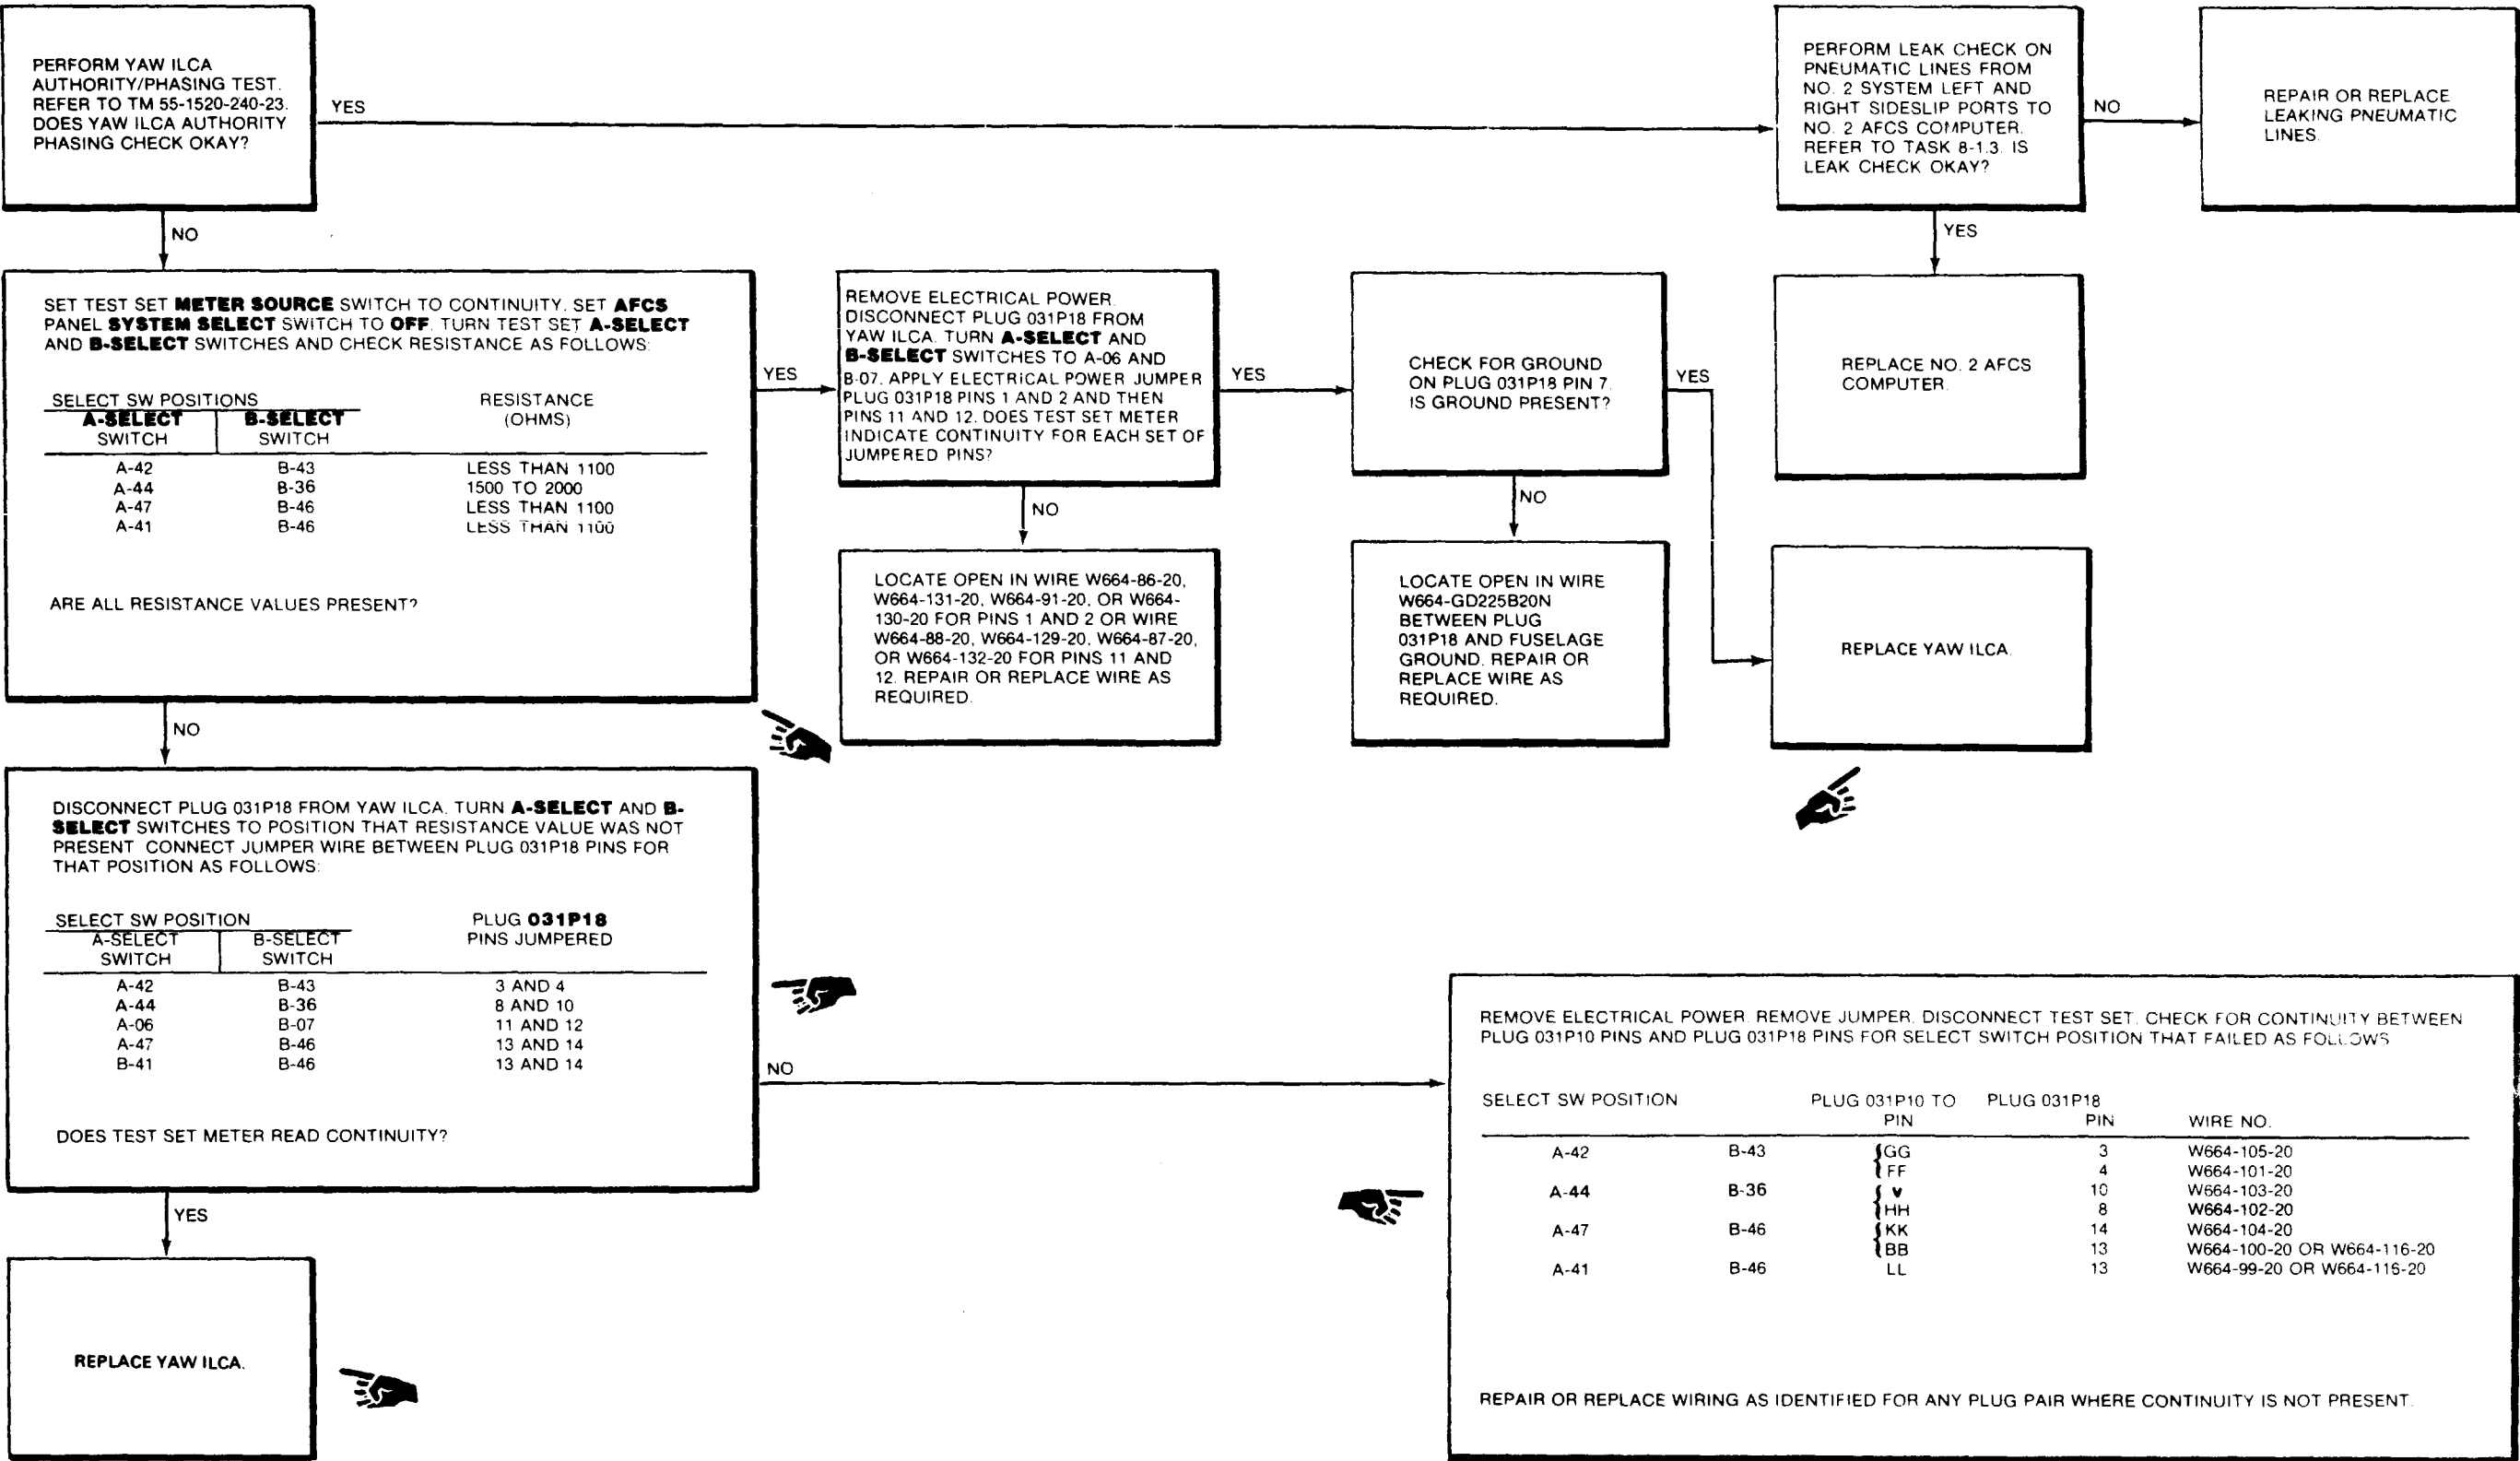 PERFORM YAW ILCA
AUTHORITY/PHASING TEST.
REFER TO TM 55-1520-240-23.
DOES YAW ILCA AUTHORITY
PHASING CHECK OKAY?
YES
PERFORM LEAK CHECK ON
PNEUMATIC LINES FROM
NO. 2 SYSTEM LEFT AND
RIGHT SIDESLIP PORTS TO
NO. 2 AFCS COMPUTER.
REFER TO TASK 8-1.3. IS
LEAK CHECK OKAY?
NO
REPAIR OR REPLACE
LEAKING PNEUMATIC
LINES.
NO
YES
SET TEST SET METER SOURCE SWITCH TO CONTINUITY. SET AFCS
PANEL SYSTEM SELECT SWITCH TO OFF. TURN TEST SET A-SELECT
AND B-SELECT SWITCHES AND CHECK RESISTANCE AS FOLLOWS:
SELECT SW POSITIONS RESISTANCE
A-SELECT B-SELECT (OHMS)
SWITCH SWITCH
A-42 B-43 LESS THAN 1100
A-44 B-36 1500 TO 2000
A-47 B-46 LESS THAN 1100
A-41 B-46 LESS THAN 1100
ARE ALL RESISTANCE VALUES PRESENT?
YES
REMOVE ELECTRICAL POWER.
DISCONNECT PLUG 031P18 FROM
YAW ILCA. TURN A-SELECT AND
B-SELECT SWITCHES TO A-06 AND
B-07. APPLY ELECTRICAL POWER JUMPER
PLUG 031P18 PINS 1 AND 2 AND THEN
PINS 11 AND 12. DOES TEST SET METER
INDICATE CONTINUITY FOR EACH SET OF
JUMPERED PINS?
YES
CHECK FOR GROUND
ON PLUG 031P18 PIN 7.
IS GROUND PRESENT?
YES
REPLACE NO. 2 AFCS
COMPUTER.
NO
NO
LOCATE OPEN IN WIRE W664-86-20,
W664-131-20, W664-91-20, OR W664-
130-20 FOR PINS 1 AND 2 OR WIRE
W664-88-20, W664-129-20, W664-87-20,
OR W664-132-20 FOR PINS 11 AND
12. REPAIR OR REPLACE WIRE AS
REQUIRED.
LOCATE OPEN IN WIRE
W664-GD225B20N
BETWEEN PLUG
031P18 AND FUSELAGE
GROUND. REPAIR OR
REPLACE WIRE AS
REQUIRED.
REPLACE YAW ILCA.
NO
DISCONNECT PLUG 031P18 FROM YAW ILCA. TURN A-SELECT AND B-
SELECT SWITCHES TO POSITION THAT RESISTANCE VALUE WAS NOT
PRESENT CONNECT JUMPER WIRE BETWEEN PLUG 031P18 PINS FOR
THAT POSITION AS FOLLOWS:
SELECT SW POSITION PLUG 031P18
A-SELECT B-SELECT PINS JUMPERED
SWITCH SWITCH
A-42 B-43 3 AND 4
A-44 B-36 8 AND 10
A-06 B-07 11 AND 12
A-47 B-46 13 AND 14
B-41 B-46 13 AND 14
DOES TEST SET METER READ CONTINUITY?
NO
REMOVE ELECTRICAL POWER. REMOVE JUMPER. DISCONNECT TEST SET. CHECK FOR CONTINUITY BETWEEN
PLUG 031P10 PINS AND PLUG 031P18 PINS FOR SELECT SWITCH POSITION THAT FAILED AS FOLLOWS
SELECT SW POSITION PLUG 031P10 TO PLUG 031P18
PIN PIN WIRE NO.
A-42 B-43 {GG 3 W664-105-20
{FF 4 W664-101-20
A-44 B-36 {v 10 W664-103-20
{HH 8 W664-102-20
A-47 B-46 {KK 14 W664-104-20
{BB 13 W664-100-20 OR W664-116-20
A-41 B-46 LL 13 W664-99-20 OR W664-116-20
REPAIR OR REPLACE WIRING AS IDENTIFIED FOR ANY PLUG PAIR WHERE CONTINUITY IS NOT PRESENT.
YES
REPLACE YAW ILCA.